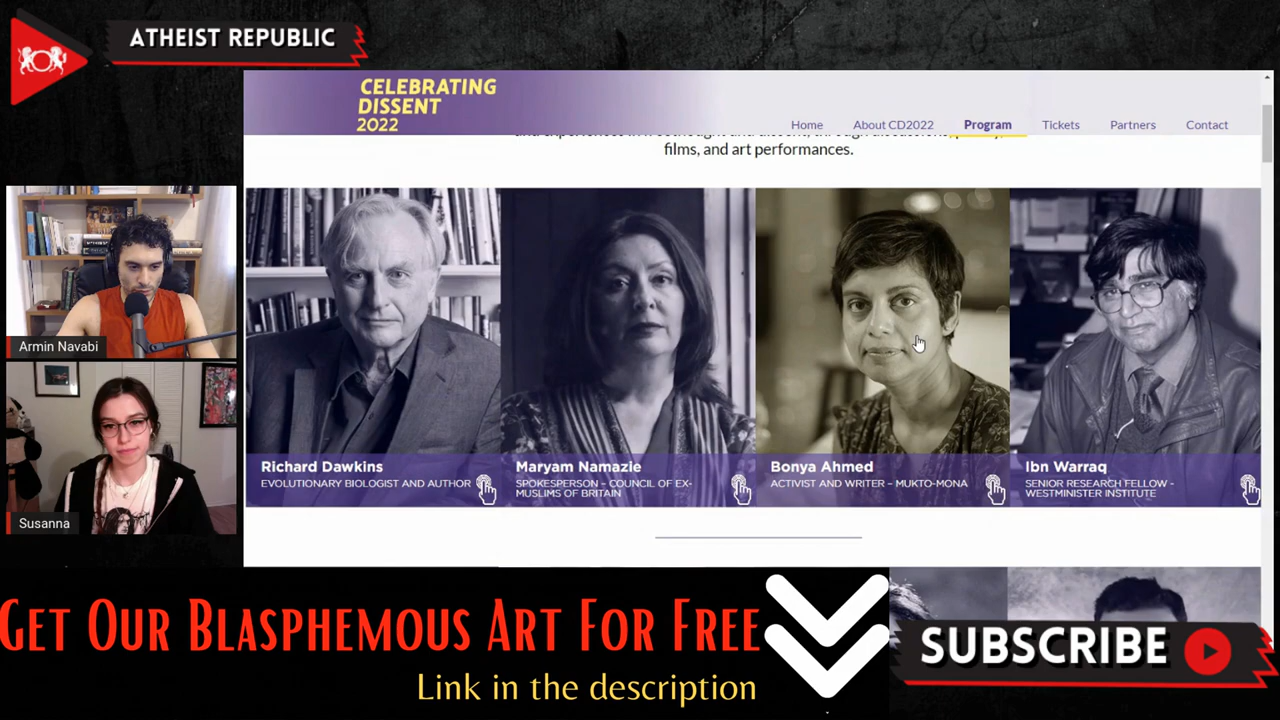 ATHEIST REPUBLIC
CELEBRATING
DISSENT
2022
Home About CD2022 Program Tickets Partners Contact
films, and art performances.
Armin Navabi
Susanna
Richard Dawkins
EVOLUTIONARY BIOLOGIST AND AUTHOR
Maryam Namazie
SPOKESPERSON – COUNCIL OF EX-
MUSLIMS OF BRITAIN
Bonya Ahmed
ACTIVIST AND WRITER – MUKTO-MONA
Ibn Warraq
SENIOR RESEARCH FELLOW -
WESTMINISTER INSTITUTE
GET OUR BLASPHEMOUS ART FOR FREE
Link in the description
SUBSCRIBE